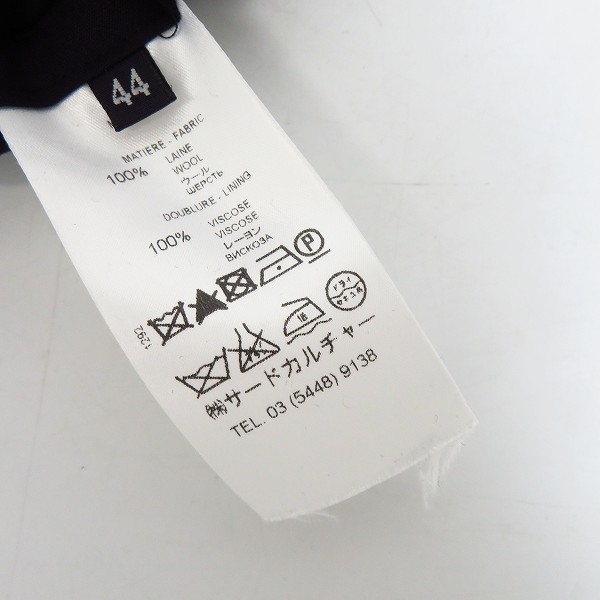 44
MATIERE - FABRIC
100% LAINE
WOOL
ウール
ШЕРСТЬ
DOUBLURE - LINING
100% VISCOSE
VISCOSE
レーヨン
ВИСКОЗА
1292
P
低
ドライ
セキユ系
㈱サードカルチャー
TEL. 03 (5448) 9138